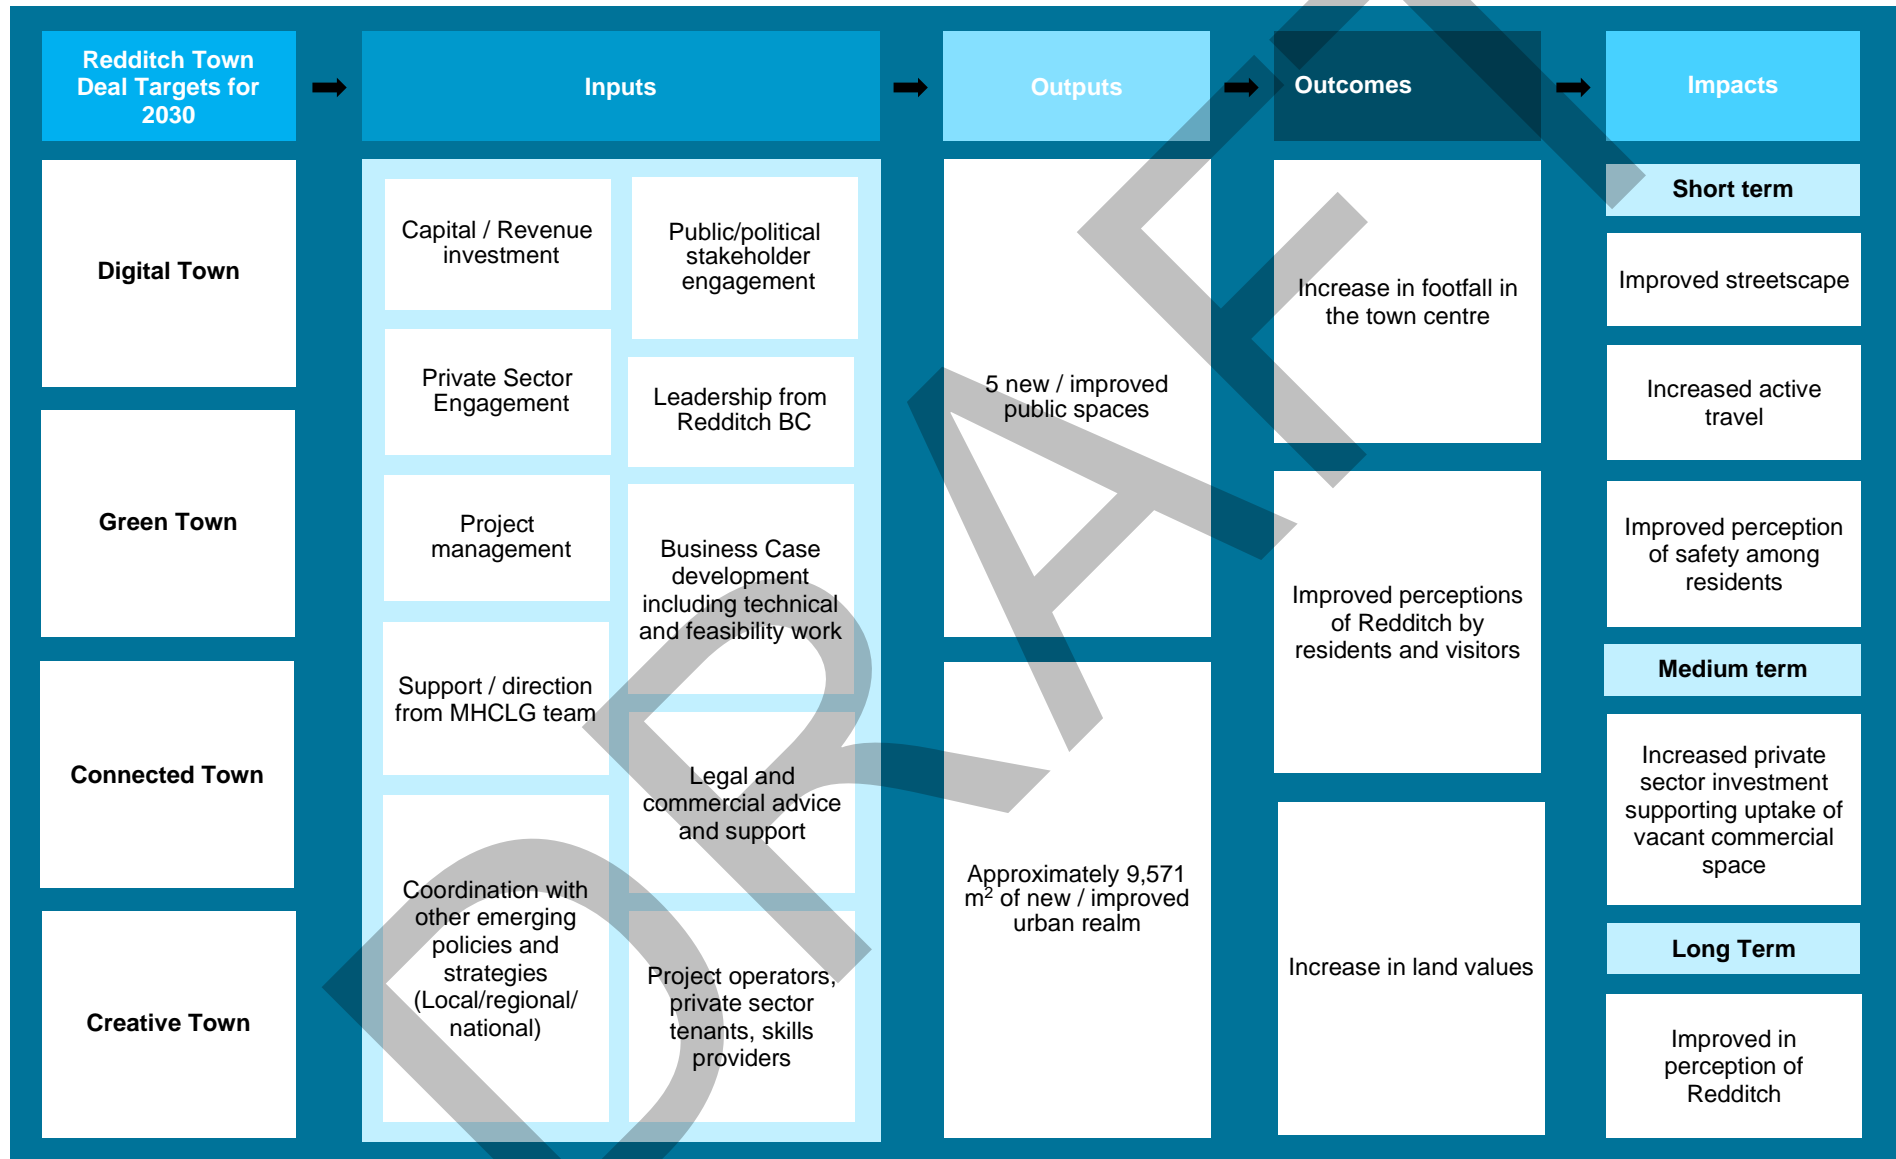 Redditch Town
Deal Targets for
2030
Inputs
Outputs
Outcomes
Impacts
Digital Town
Green Town
Connected Town
Creative Town
Capital / Revenue
investment
Private Sector
Engagement
Project
management
Support / direction
from MHCLG team
Coordination with
other emerging
policies and
strategies
(Local/regional/
national)
Public/political
stakeholder
engagement
Leadership from
Redditch BC
Business Case
development
including technical
and feasibility work
Legal and
commercial advice
and support
Project operators,
private sector
tenants, skills
providers
5 new / improved
public spaces
Approximately 9,571
m² of new / improved
urban realm
Increase in footfall in
the town centre
Improved perceptions
of Redditch by
residents and visitors
Increase in land values
Short term
Improved streetscape
Increased active
travel
Improved perception
of safety among
residents
Medium term
Increased private
sector investment
supporting uptake of
vacant commercial
space
Long Term
Improved in
perception of
Redditch
DRAFT